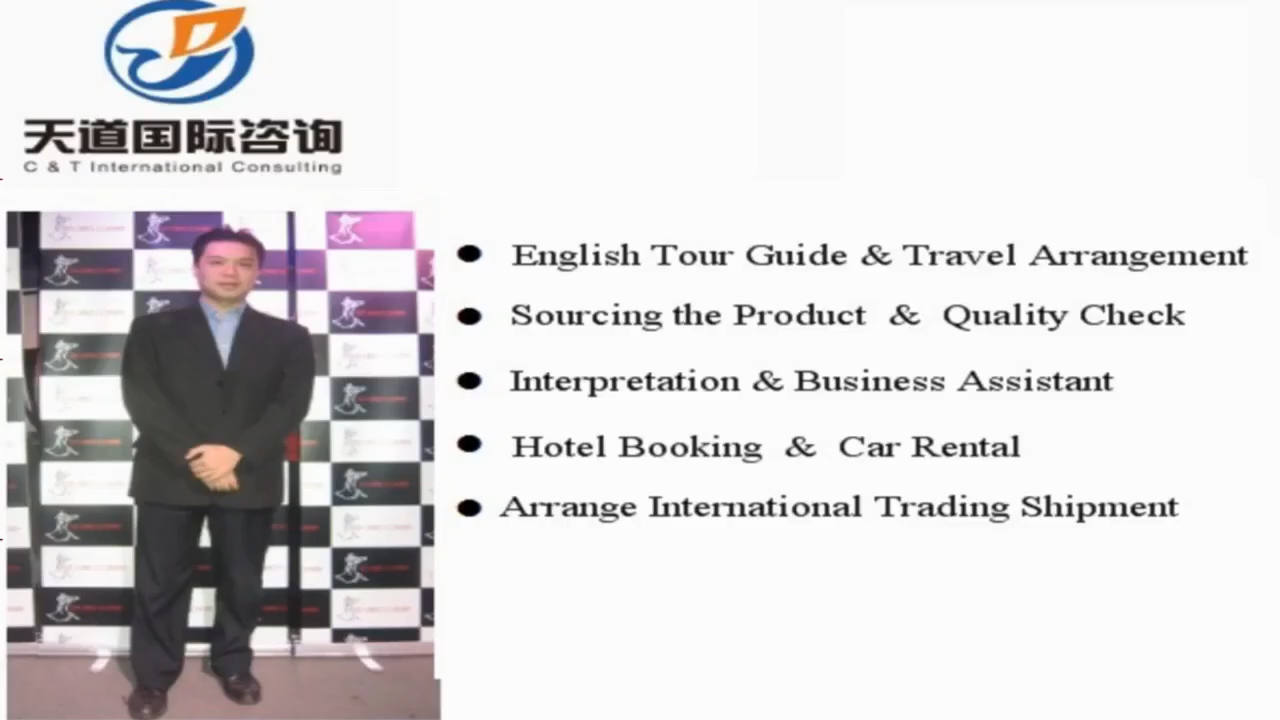 天道国际咨询
C & T International Consulting
English Tour Guide & Travel Arrangement
Sourcing the Product & Quality Check
Interpretation & Business Assistant
Hotel Booking & Car Rental
Arrange International Trading Shipment